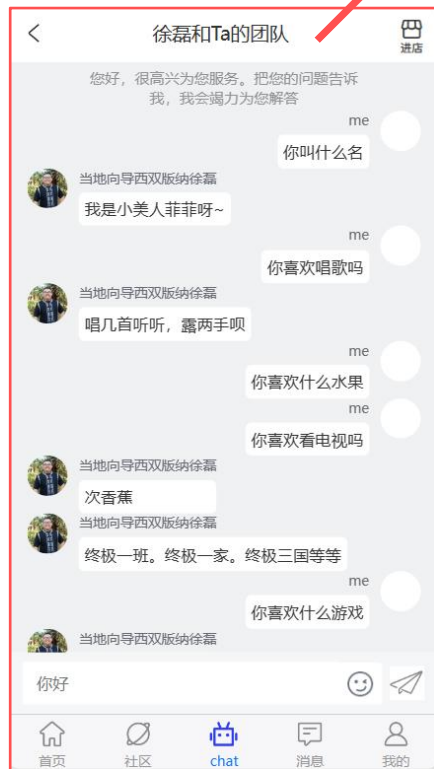 徐磊和Ta的团队
进店
您好，很高兴为您服务。把您的问题告诉
我，我会竭力为您解答
me
你叫什么名
当地向导西双版纳徐磊
我是小美人菲菲呀~
me
你喜欢唱歌吗
当地向导西双版纳徐磊
唱几首听听，露两手呗
me
你喜欢什么水果
me
你喜欢看电视吗
当地向导西双版纳徐磊
次香蕉
当地向导西双版纳徐磊
终极一班。终极一家。终极三国等等
me
你喜欢什么游戏
当地向导西双版纳徐磊
你好
首页
社区
chat
消息
我的